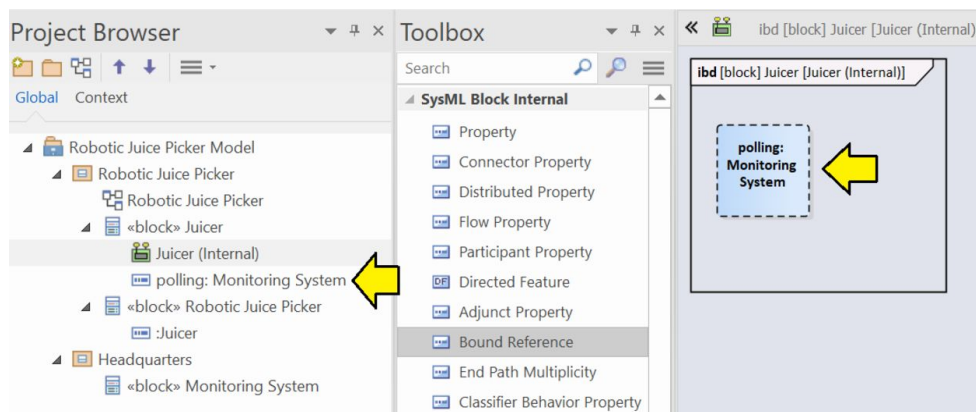 Project Browser
Global Context
Robotic Juice Picker Model
Robotic Juice Picker
Robotic Juice Picker
«block» Juicer
Juicer (Internal)
polling: Monitoring System
«block» Robotic Juice Picker
:Juicer
Headquarters
«block» Monitoring System
Toolbox
Search
SysML Block Internal
Property
Connector Property
Distributed Property
Flow Property
Participant Property
DF Directed Feature
Adjunct Property
Bound Reference
End Path Multiplicity
Classifier Behavior Property
ibd [block] Juicer [Juicer (Internal)
ibd [block] Juicer [Juicer (Internal)]
polling:
Monitoring
System